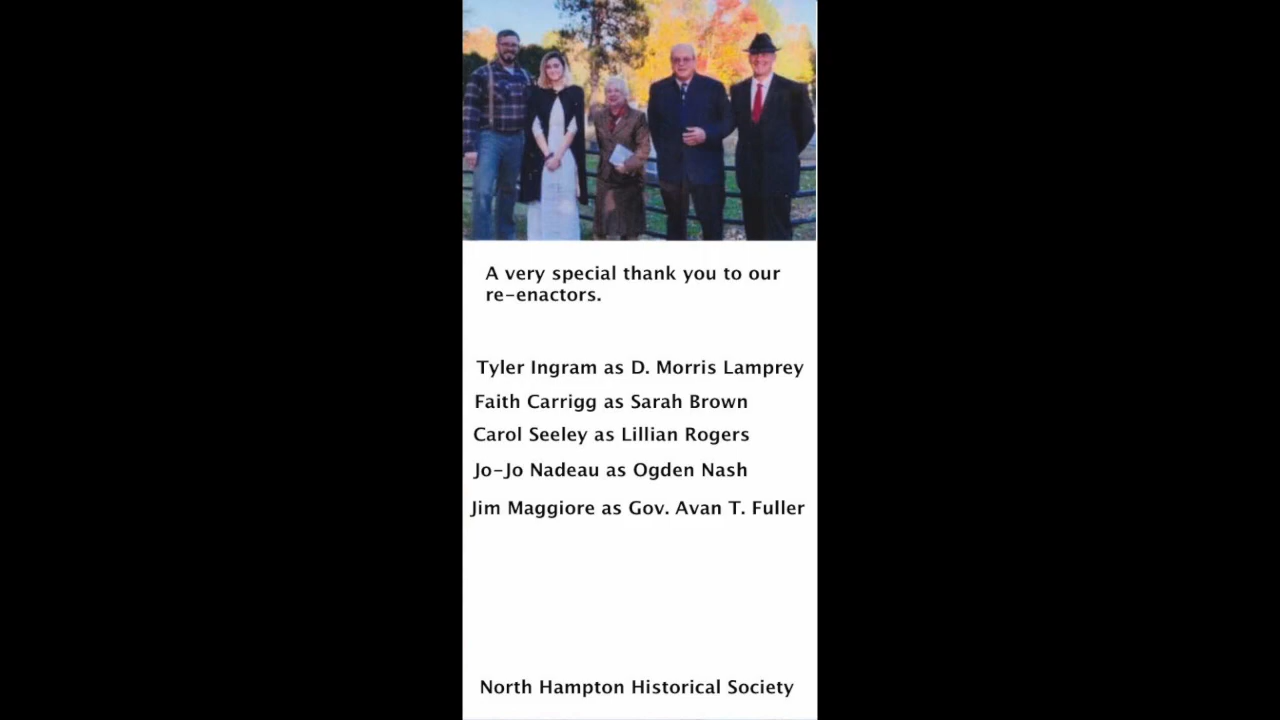 A very special thank you to our
re-enactors.
Tyler Ingram as D. Morris Lamprey
Faith Carrigg as Sarah Brown
Carol Seeley as Lillian Rogers
Jo-Jo Nadeau as Ogden Nash
Jim Maggiore as Gov. Avan T. Fuller
North Hampton Historical Society